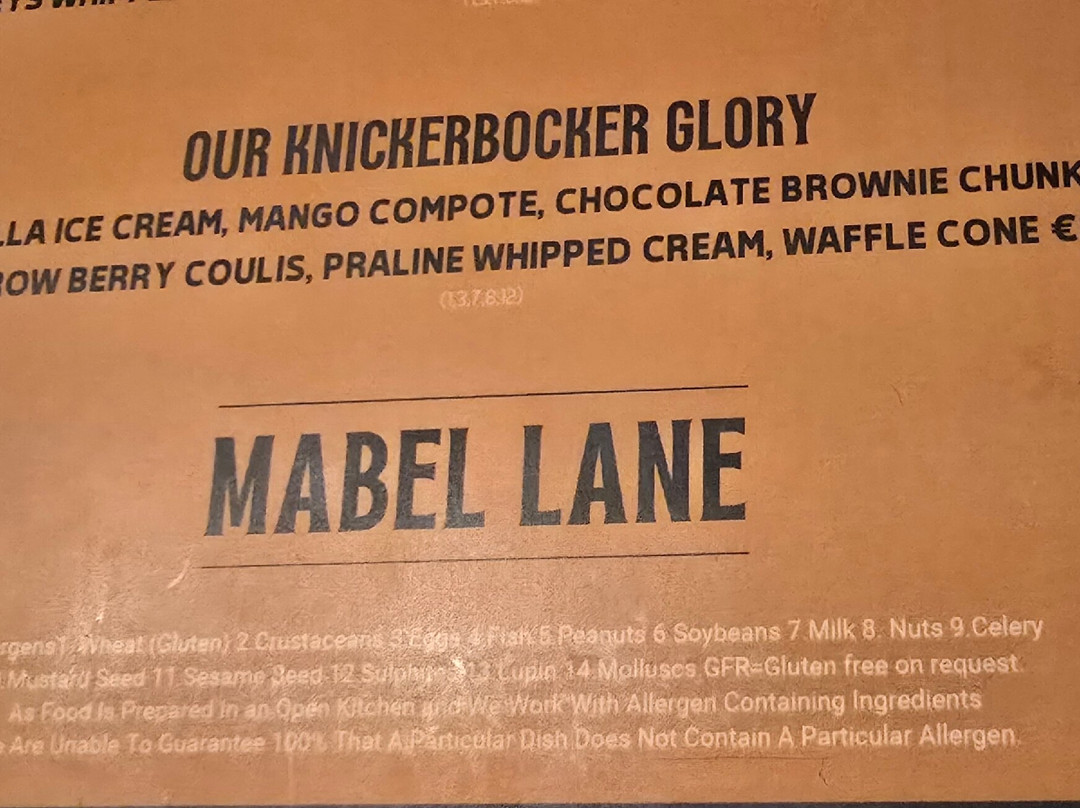 OUR KNICKERBOCKER GLORY
LLA ICE CREAM, MANGO COMPOTE, CHOCOLATE BROWNIE CHUNK
ROW BERRY COULIS, PRALINE WHIPPED CREAM, WAFFLE CONE €
(1,3,7,8,12)
MABEL LANE
rgens1 Wheat (Gluten) 2 Crustaceans 3 Eggs 4 Fish 5 Peanuts 6 Soybeans 7 Milk 8. Nuts 9.Celery
Mustard Seed 11 Sesame Seed 12 13 Lupin 14 Molluscs GFR=Gluten free on request.
As Food Is Prepared In an Open Kitchen and We Work With Allergen Containing Ingredients
Are Unable To Guarantee 100% That A Particular Dish Does Not Contain A Particular Allergen.